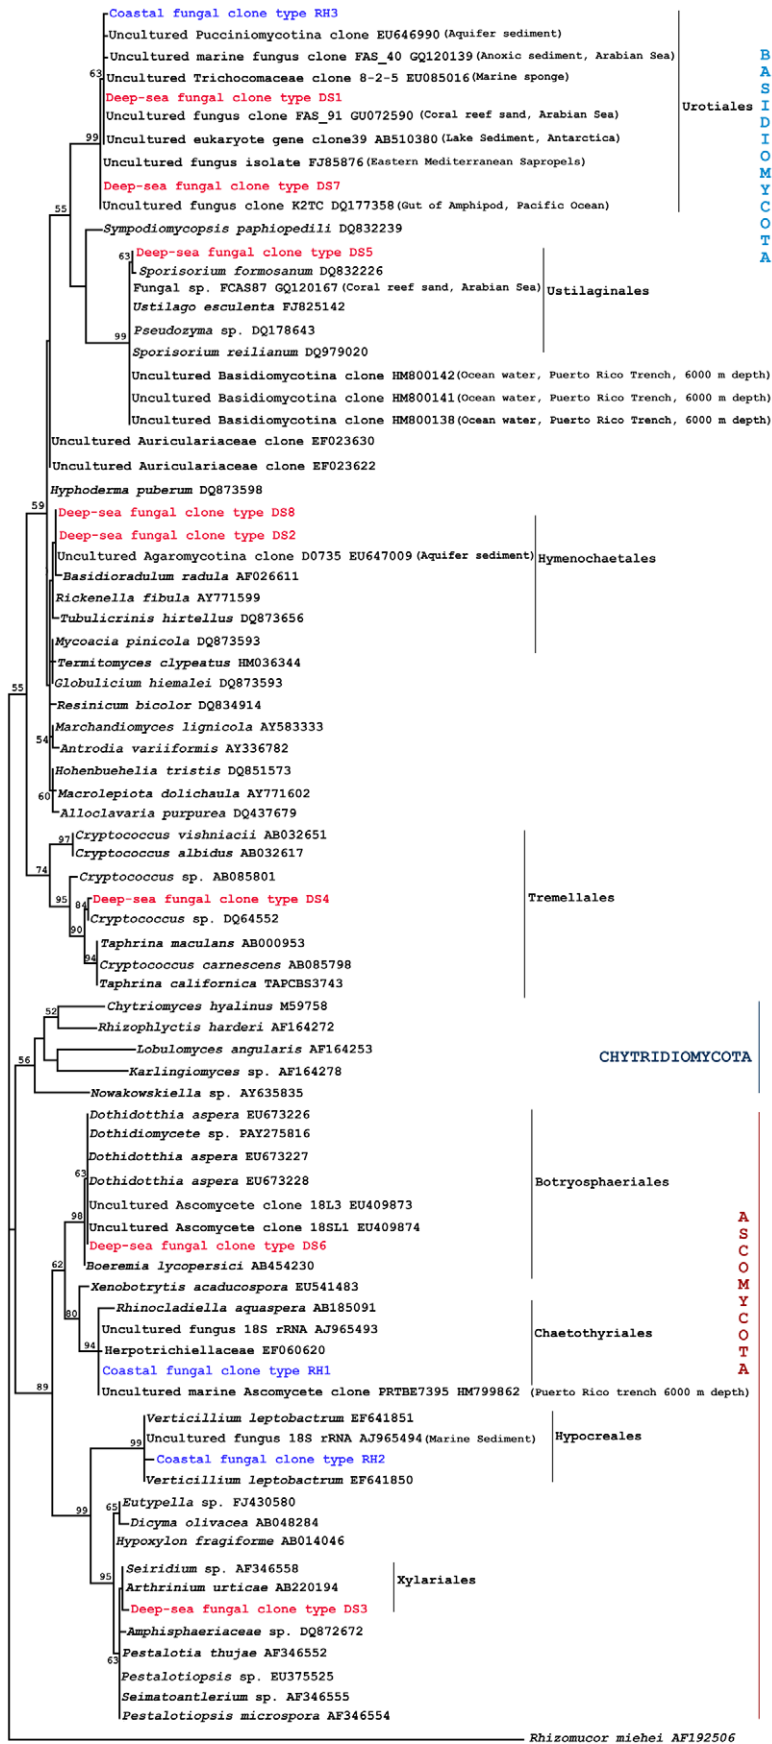 Coastal fungal clone type RH3
Uncultured Pucciniomycotina clone EU646990 (Aquifer sediment)
Uncultured marine fungus clone FAS_40 GQ120139 (Anoxic sediment, Arabian Sea)
63
Uncultured Trichocomaceae clone 8-2-5 EU085016 (Marine sponge)
Deep-sea fungal clone type DS1
Urotiales
Uncultured fungus clone FAS_91 GU072590 (Coral reef sand, Arabian Sea)
99
Uncultured eukaryote gene clone39 AB510380 (Lake Sediment, Antarctica)
Uncultured fungus isolate FJ85876 (Eastern Mediterranean Sapropels)
Deep-sea fungal clone type DS7
Uncultured fungus clone K2TC DQ177358 (Gut of Amphipod, Pacific Ocean)
BASIDIOMYCOTA
55
Sympodiomycopsis paphiopedili DQ832239
Deep-sea fungal clone type DS5
63
Sporisorium formosanum DQ832226
Fungal sp. FCAS87 GQ120167 (Coral reef sand, Arabian Sea)
Ustilaginales
Ustilago esculenta FJ825142
Pseudozyma sp. DQ178643
99
Sporisorium reilianum DQ979020
Uncultured Basidiomycotina clone HM800142 (Ocean water, Puerto Rico Trench, 6000 m depth)
Uncultured Basidiomycotina clone HM800141 (Ocean water, Puerto Rico Trench, 6000 m depth)
Uncultured Basidiomycotina clone HM800138 (Ocean water, Puerto Rico Trench, 6000 m depth)
Uncultured Auriculariaceae clone EF023630
Uncultured Auriculariaceae clone EF023622
Hyphoderma puberum DQ873598
59
Deep-sea fungal clone type DS8
Deep-sea fungal clone type DS2
Uncultured Agaromycotina clone D0735 EU647009 (Aquifer sediment)
Hymenochaetales
Basidioradulum radula AF026611
Rickenella fibula AY771599
Tubulicrinis hirtellus DQ873656
Mycoacia pinicola DQ873593
Termitomyces clypeatus HM036344
Globulicium hiemalei DQ873593
55
Resinicum bicolor DQ834914
Marchandiomyces lignicola AY583333
54
Antrodia variiformis AY336782
Hohenbuehelia tristis DQ851573
60
Macrolepiota dolichaula AY771602
Alloclavaria purpurea DQ437679
Cryptococcus vishniacii AB032651
97
Cryptococcus albidus AB032617
74
Cryptococcus sp. AB085801
95
Deep-sea fungal clone type DS4
Tremellales
84
Cryptococcus sp. DQ64552
90
Taphrina maculans AB000953
94
Cryptococcus carnescens AB085798
Taphrina californica TAPCBS3743
Chytriomyces hyalinus M59758
52
Rhizophlyctis harderi AF164272
Lobulomyces angularis AF164253
CHYTRIDIOMYCOTA
56
Karlingiomyces sp. AF164278
Nowakowskiella sp. AY635835
Dothidotthia aspera EU673226
Dothidiomycete sp. PAY275816
Dothidotthia aspera EU673227
63
Dothidotthia aspera EU673228
Botryosphaeriales
Uncultured Ascomycete clone 18L3 EU409873
98
Uncultured Ascomycete clone 18SL1 EU409874
Deep-sea fungal clone type DS6
62
Boeremia lycopersici AB454230
Xenobotrytis acaducospora EU541483
ASCOMYCOTA
80
Rhinocladiella aquaspera AB185091
Uncultured fungus 18S rRNA AJ965493
Chaetothyriales
94
Herpotrichiellaceae EF060620
Coastal fungal clone type RH1
89
Uncultured marine Ascomycete clone PRTBE7395 HM799862 (Puerto Rico trench 6000 m depth)
Verticillium leptobactrum EF641851
99
Uncultured fungus 18S rRNA AJ965494 (Marine Sediment)
Hypocreales
Coastal fungal clone type RH2
Verticillium leptobactrum EF641850
99
Eutypella sp. FJ430580
65
Dicyma olivacea AB048284
Hypoxylon fragiforme AB014046
Seiridium sp. AF346558
95
Arthrinium urticae AB220194
Xylariales
Deep-sea fungal clone type DS3
Amphisphaeriaceae sp. DQ872672
Pestalotia thujae AF346552
63
Pestalotiopsis sp. EU375525
Seimatoantlerium sp. AF346555
Pestalotiopsis microspora AF346554
Rhizomucor miehei AF192506